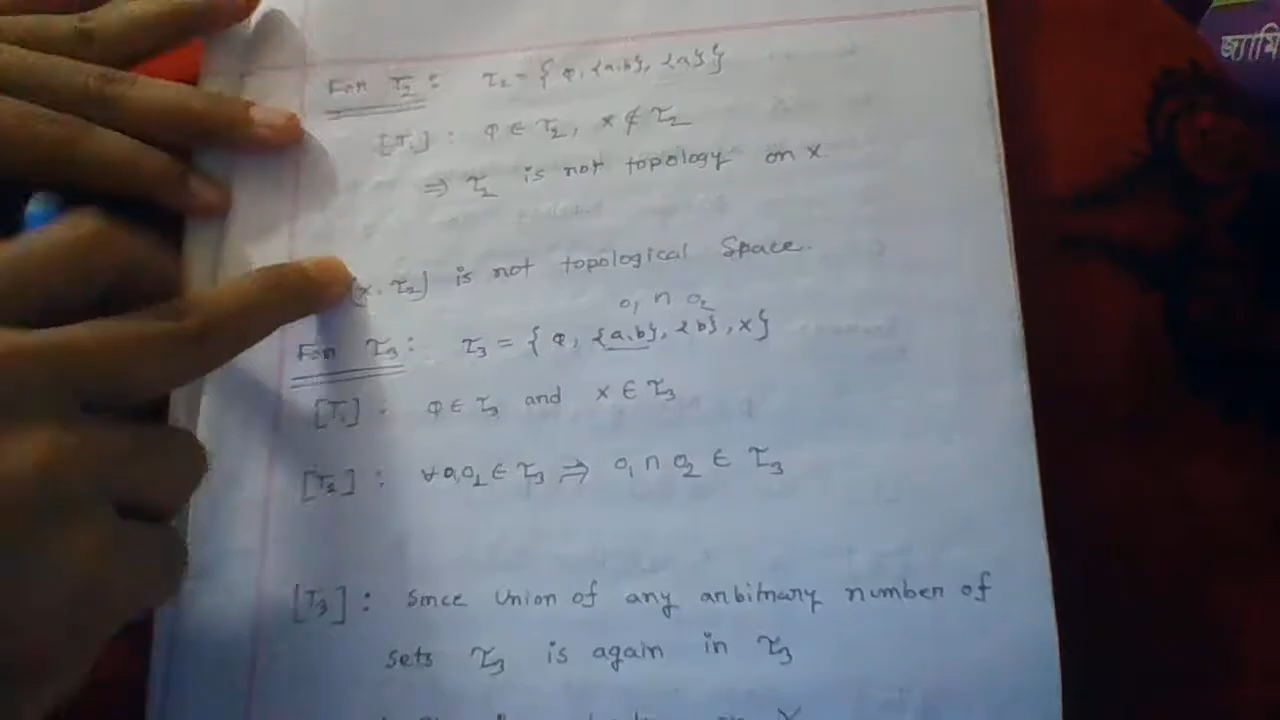 জ্যামি
For τ₂ : τ₂ = { φ, {a,b}, {a} }
[T₁] : φ ∈ τ₂, x ∉ τ₂
⇒ τ₂ is not topology on x
(x, τ₂) is not topological Space.
o₁ ∩ o₂
For τ₃ : τ₃ = { φ, {a,b}, {b}, x }
[T₁] : φ ∈ τ₃ and x ∈ τ₃
[T₂] : ∀ o₁,o₂ ∈ τ₃ ⇒ o₁ ∩ o₂ ∈ τ₃
[T₃] : Since Union of any arbitrary number of
sets τ₃ is again in τ₃